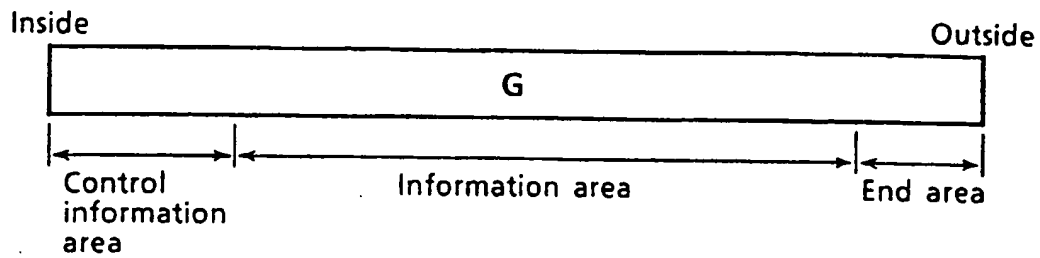 Inside
Outside
G
Control
information
area
Information area
End area